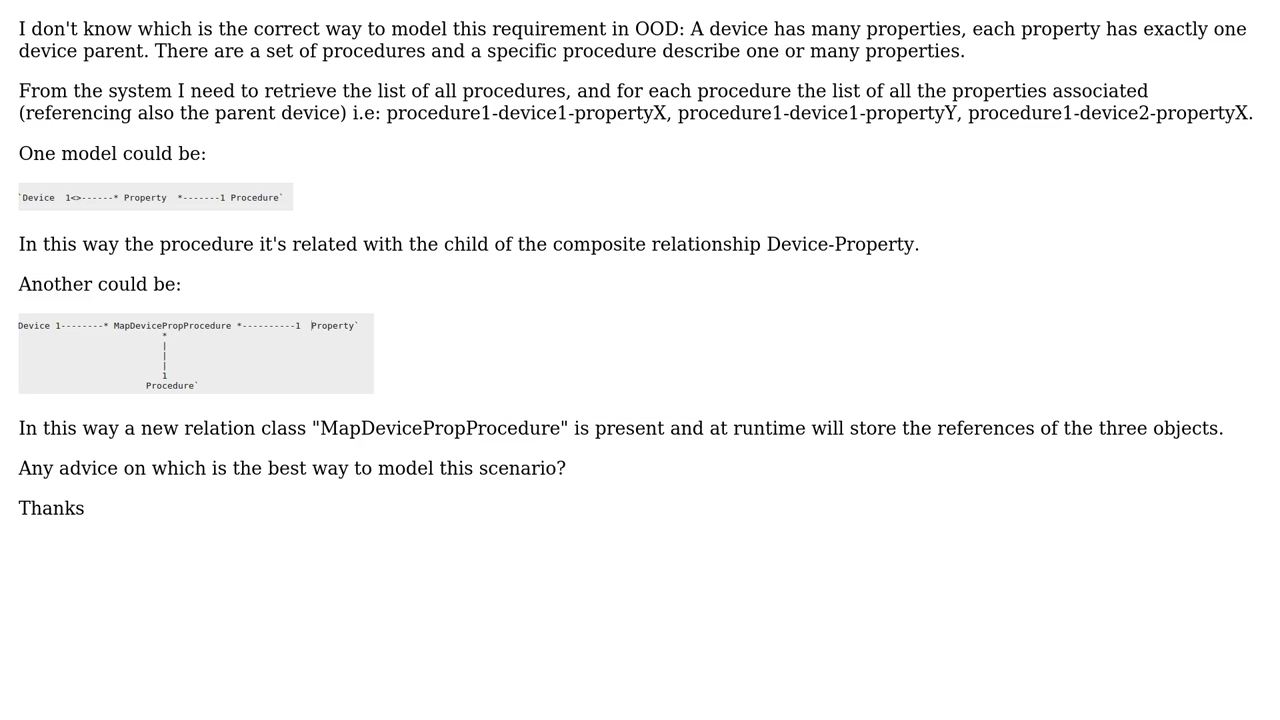 I don't know which is the correct way to model this requirement in OOD: A device has many properties, each property has exactly one
device parent. There are a set of procedures and a specific procedure describe one or many properties.
From the system I need to retrieve the list of all procedures, and for each procedure the list of all the properties associated
(referencing also the parent device) i.e: procedure1-device1-propertyX, procedure1-device1-propertyY, procedure1-device2-propertyX.
One model could be:
`Device  1<>------* Property  *-------1 Procedure`
In this way the procedure it's related with the child of the composite relationship Device-Property.
Another could be:
Device 1--------* MapDevicePropProcedure *----------1  Property`
*
|
|
|
1
Procedure`
In this way a new relation class "MapDevicePropProcedure" is present and at runtime will store the references of the three objects.
Any advice on which is the best way to model this scenario?
Thanks